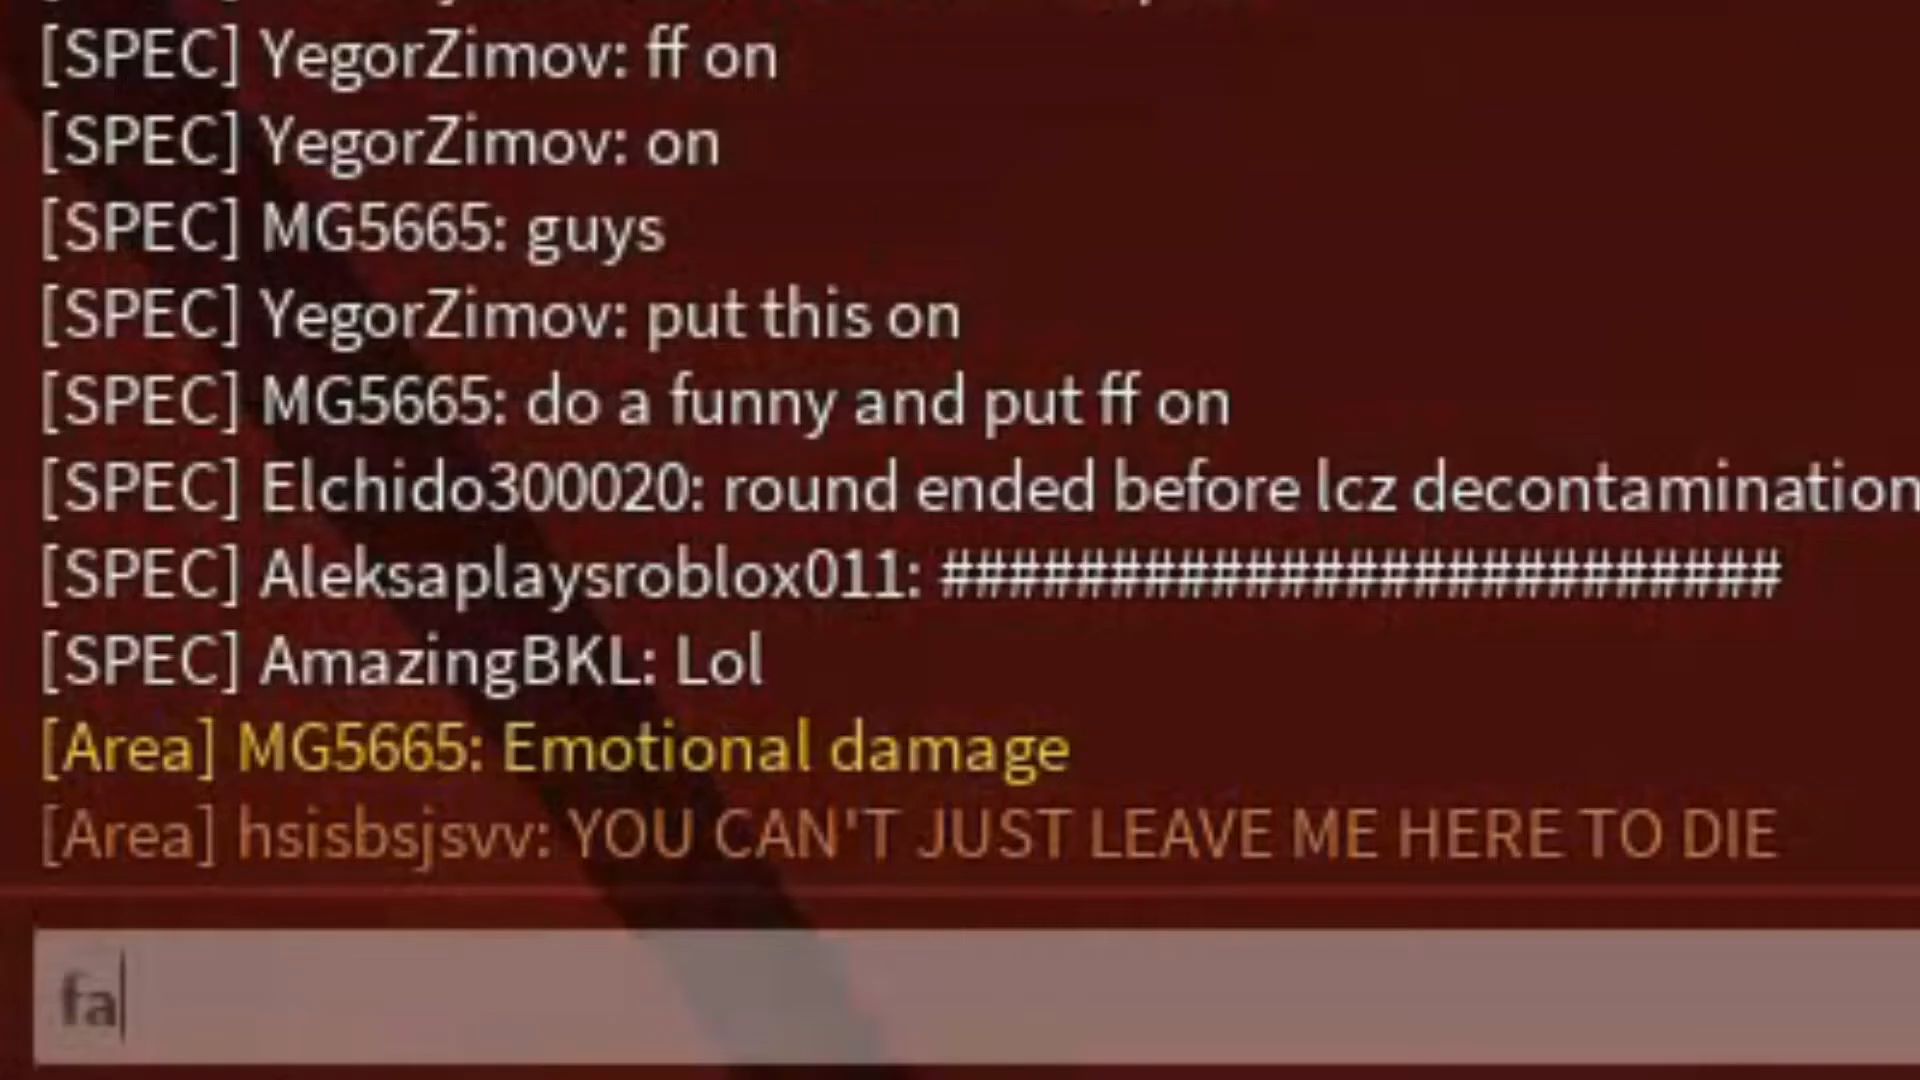 [SPEC] YegorZimov: ff on
[SPEC] YegorZimov: on
[SPEC] MG5665: guys
[SPEC] YegorZimov: put this on
[SPEC] MG5665: do a funny and put ff on
[SPEC] Elchido300020: round ended before lcz decontamination
[SPEC] Aleksaplaysroblox011: #########################
[SPEC] AmazingBKL: Lol
[Area] MG5665: Emotional damage
[Area] hsisbsjsvv: YOU CAN'T JUST LEAVE ME HERE TO DIE
fa